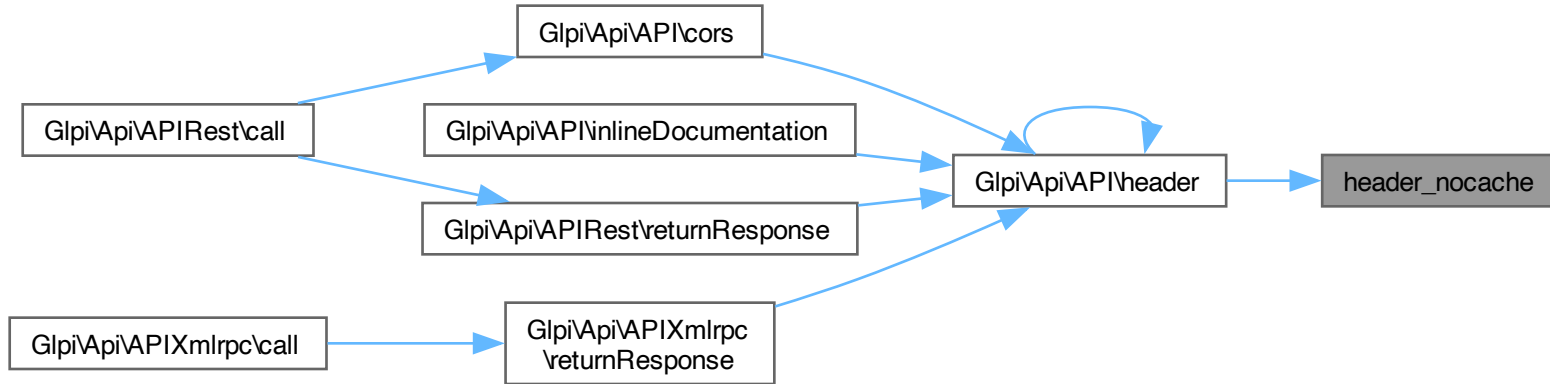 Glpi\Api\API\cors
Glpi\Api\APIRest\call
Glpi\Api\API\inlineDocumentation
Glpi\Api\API\header
header_nocache
Glpi\Api\APIRest\returnResponse
Glpi\Api\APIXmlrpc\call
Glpi\Api\APIXmlrpc
\returnResponse